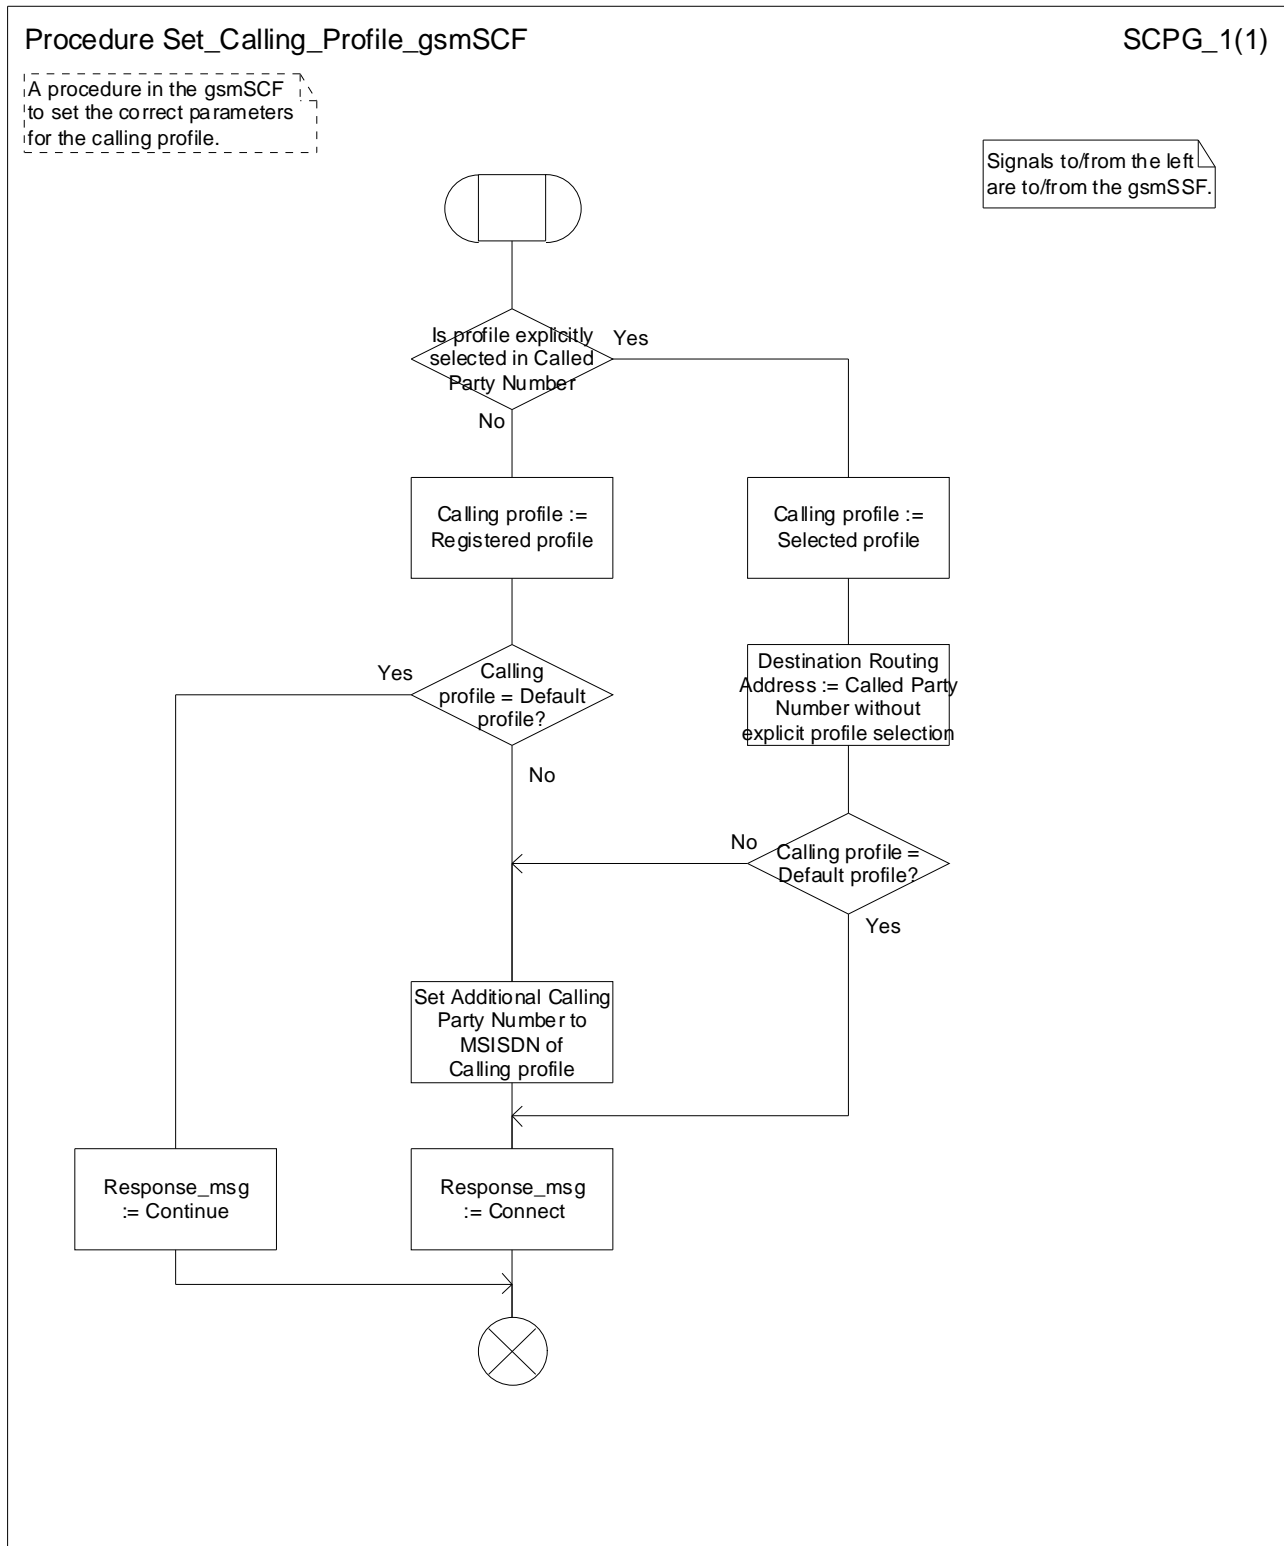 Procedure Set_Calling_Profile_gsmSCF
SCPG_1(1)
A procedure in the gsmSCF
to set the correct parameters
for the calling profile.
Signals to/from the left
are to/from the gsmSSF.
Is profile explicitly
selected in Called
Party Number
Yes
No
Calling profile :=
Registered profile
Calling profile :=
Selected profile
Yes
Calling
profile = Default
profile?
No
Destination Routing
Address := Called Party
Number without
explicit profile selection
No
Calling profile =
Default profile?
Yes
Set Additional Calling
Party Number to
MSISDN of
Calling profile
Response_msg
:= Continue
Response_msg
:= Connect